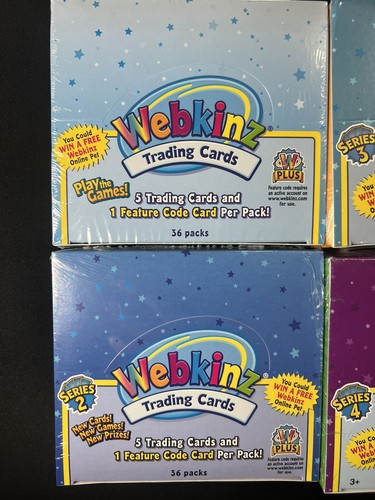 You Could
WIN A FREE
Webkinz
Online Pet
Webkinz
Trading Cards
Play the
Games!
5 Trading Cards and
1 Feature Code Card Per Pack!
36 packs
W
PLUS
Feature code requires
an active account on
www.webkinz.com
for use.
SERIES
3
SERIES
2
New Cards!
New Games!
New Prizes!
Webkinz
Trading Cards
5 Trading Cards and
1 Feature Code Card Per Pack!
36 packs
You Could
WIN A FREE
Webkinz
Online Pet
W
PLUS
Feature code requires
an active account on
www.webkinz.com
for use.
SERIES
4
3+